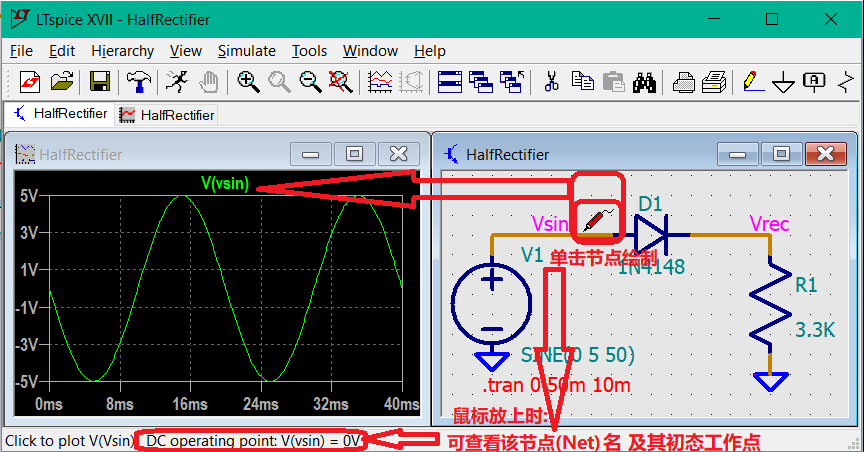 LTspice XVII - HalfRectifier
File Edit Hierarchy View Simulate Tools Window Help
HalfRectifier HalfRectifier
HalfRectifier
V(vsin)
5V
3V
1V
-1V
-3V
-5V
0ms 8ms 16ms 24ms 32ms 40ms
HalfRectifier
Vsin D1 Vrec
V1 单击节点绘制
1N4148
R1
3.3K
SINE(0 5 50)
.tran 0 50m 10m
鼠标放上时:
可查看该节点(Net)名 及其初态工作点
Click to plot V(Vsin) DC operating point: V(vsin) = 0V